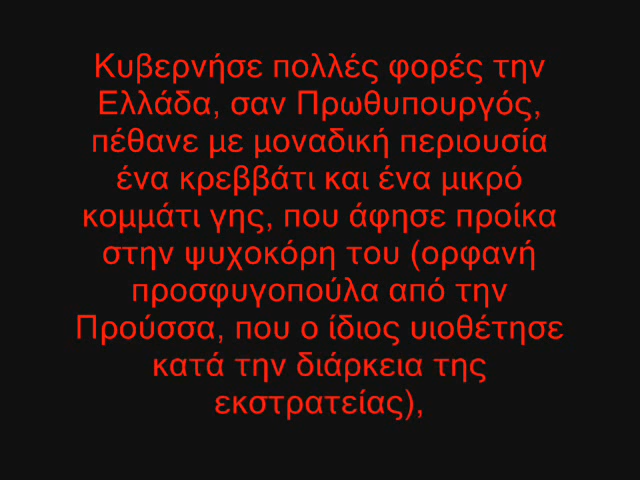 Κυβερνήσε πολλές φορές την
Ελλάδα, σαν Πρωθυπουργός,
πέθανε με μοναδική περιουσία
ένα κρεββάτι και ένα μικρό
κομμάτι γης, που άφησε προίκα
στην ψυχοκόρη του (ορφανή
προσφυγοπούλα από την
Προύσσα, που ο ίδιος υιοθέτησε
κατά την διάρκεια της
εκστρατείας),